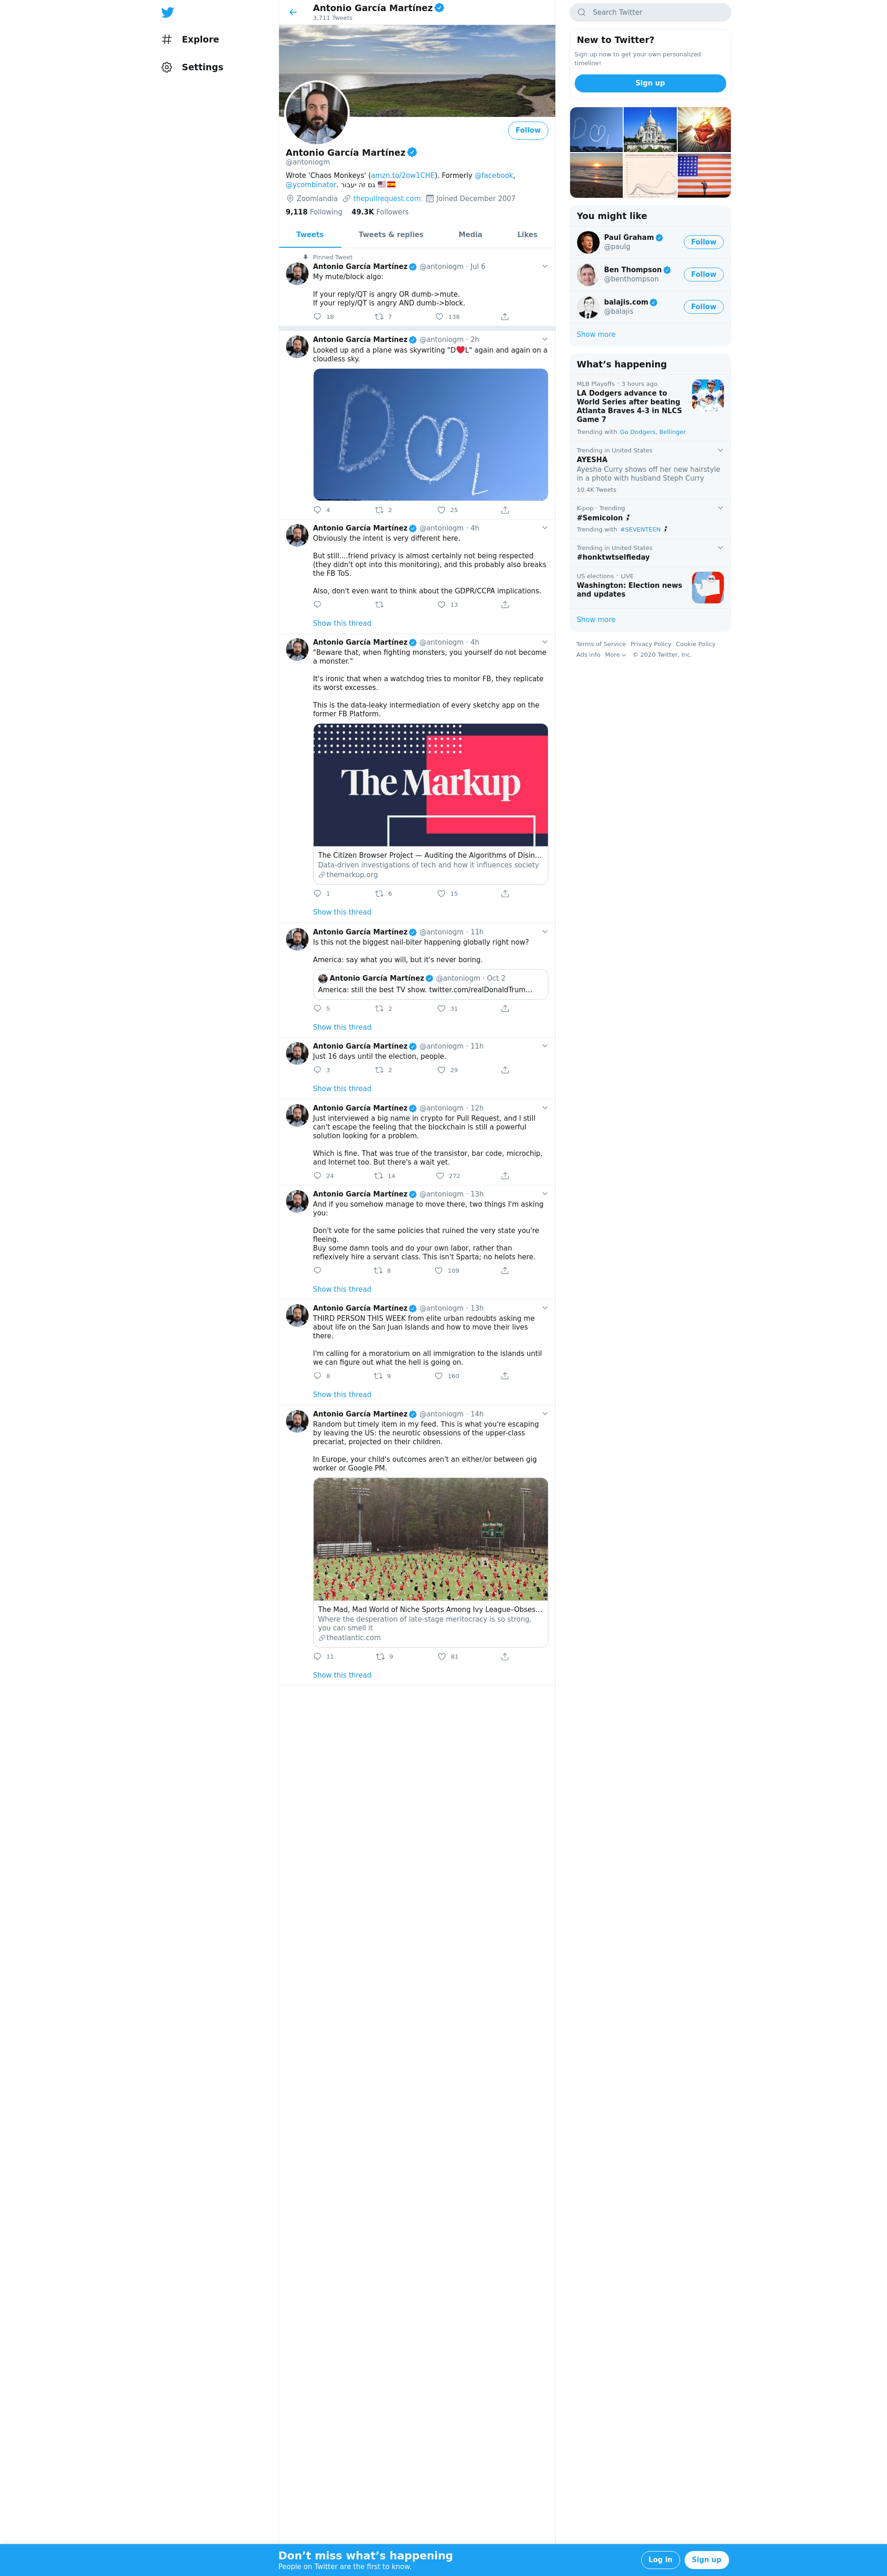 Explore
Settings
Antonio García Martínez
3,711 Tweets
Follow
Antonio García Martínez
@antoniogm
Wrote 'Chaos Monkeys' (amzn.to/2ow1CHE). Formerly @facebook,
@ycombinator. גם זה יעבור 🇺🇸🇪🇸
Zoomlandia thepullrequest.com Joined December 2007
9,118 Following 49.3K Followers
Tweets Tweets & replies Media Likes
Pinned Tweet
Antonio García Martínez @antoniogm · Jul 6
My mute/block algo:
If your reply/QT is angry OR dumb->mute.
If your reply/QT is angry AND dumb->block.
18 7 138
Antonio García Martínez @antoniogm · 2h
Looked up and a plane was skywriting "D❤️L" again and again on a
cloudless sky.
4 2 25
Antonio García Martínez @antoniogm · 4h
Obviously the intent is very different here.
But still....friend privacy is almost certainly not being respected
(they didn't opt into this monitoring), and this probably also breaks
the FB ToS.
Also, don't even want to think about the GDPR/CCPA implications.
13
Show this thread
Antonio García Martínez @antoniogm · 4h
"Beware that, when fighting monsters, you yourself do not become
a monster."
It's ironic that when a watchdog tries to monitor FB, they replicate
its worst excesses.
This is the data-leaky intermediation of every sketchy app on the
former FB Platform.
The Markup
The Citizen Browser Project — Auditing the Algorithms of Disin...
Data-driven investigations of tech and how it influences society
themarkup.org
1 6 15
Show this thread
Antonio García Martínez @antoniogm · 11h
Is this not the biggest nail-biter happening globally right now?
America: say what you will, but it's never boring.
Antonio García Martínez @antoniogm · Oct 2
America: still the best TV show. twitter.com/realDonaldTrum...
5 2 31
Show this thread
Antonio García Martínez @antoniogm · 11h
Just 16 days until the election, people.
3 2 29
Show this thread
Antonio García Martínez @antoniogm · 12h
Just interviewed a big name in crypto for Pull Request, and I still
can't escape the feeling that the blockchain is still a powerful
solution looking for a problem.
Which is fine. That was true of the transistor, bar code, microchip,
and Internet too. But there's a wait yet.
24 14 272
Antonio García Martínez @antoniogm · 13h
And if you somehow manage to move there, two things I'm asking
you:
Don't vote for the same policies that ruined the very state you're
fleeing.
Buy some damn tools and do your own labor, rather than
reflexively hire a servant class. This isn't Sparta; no helots here.
8 109
Show this thread
Antonio García Martínez @antoniogm · 13h
THIRD PERSON THIS WEEK from elite urban redoubts asking me
about life on the San Juan Islands and how to move their lives
there.
I'm calling for a moratorium on all immigration to the islands until
we can figure out what the hell is going on.
8 9 160
Show this thread
Antonio García Martínez @antoniogm · 14h
Random but timely item in my feed. This is what you're escaping
by leaving the US: the neurotic obsessions of the upper-class
precariat, projected on their children.
In Europe, your child's outcomes aren't an either/or between gig
worker or Google PM.
The Mad, Mad World of Niche Sports Among Ivy League–Obses...
Where the desperation of late-stage meritocracy is so strong,
you can smell it
theatlantic.com
11 9 81
Show this thread
Search Twitter
New to Twitter?
Sign up now to get your own personalized
timeline!
Sign up
You might like
Paul Graham
@paulg
Follow
Ben Thompson
@benthompson
Follow
balajis.com
@balajis
Follow
Show more
What's happening
MLB Playoffs · 3 hours ago
LA Dodgers advance to
World Series after beating
Atlanta Braves 4-3 in NLCS
Game 7
Trending with Go Dodgers, Bellinger
Trending in United States
AYESHA
Ayesha Curry shows off her new hairstyle
in a photo with husband Steph Curry
10.4K Tweets
K-pop · Trending
#Semicolon
Trending with #SEVENTEEN
Trending in United States
#honktwtselfieday
US elections · LIVE
Washington: Election news
and updates
Show more
Terms of Service Privacy Policy Cookie Policy
Ads info More © 2020 Twitter, Inc.
Don't miss what's happening
People on Twitter are the first to know.
Log in Sign up